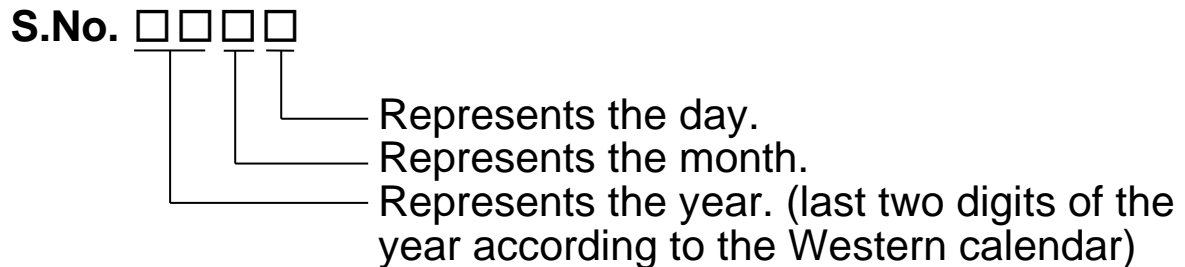 S.No. □□□□
Represents the day.
Represents the month.
Represents the year. (last two digits of the
year according to the Western calendar)